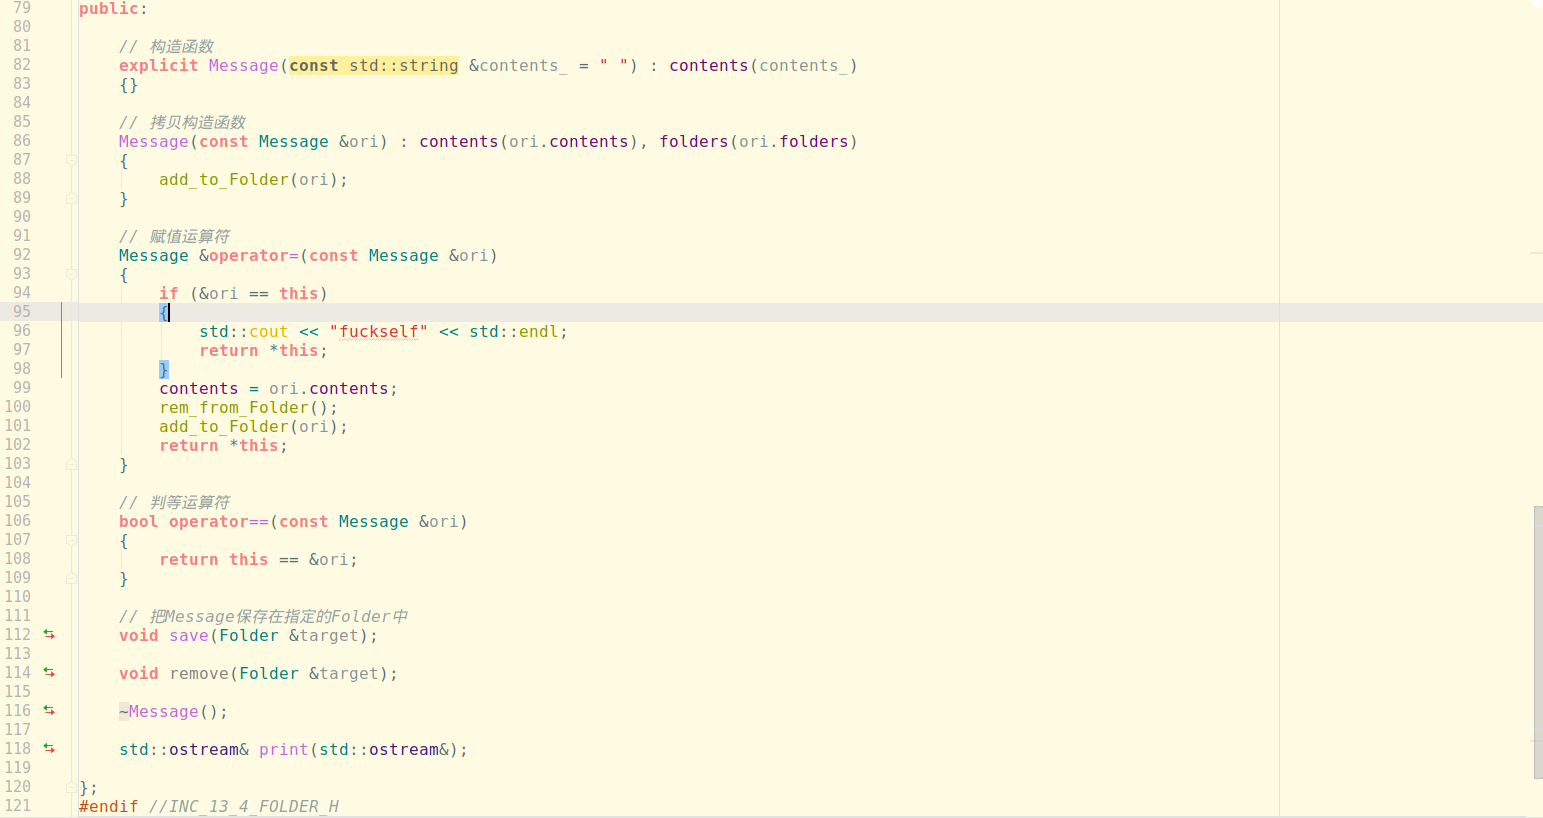 79 public:
80
81 // 构造函数
82 explicit Message(const std::string &contents_ = " ") : contents(contents_)
83 {}
84
85 // 拷贝构造函数
86 Message(const Message &ori) : contents(ori.contents), folders(ori.folders)
87 {
88 add_to_Folder(ori);
89 }
90
91 // 赋值运算符
92 Message &operator=(const Message &ori)
93 {
94 if (&ori == this)
95 {
96 std::cout << "fuckself" << std::endl;
97 return *this;
98 }
99 contents = ori.contents;
100 rem_from_Folder();
101 add_to_Folder(ori);
102 return *this;
103 }
104
105 // 判等运算符
106 bool operator==(const Message &ori)
107 {
108 return this == &ori;
109 }
110
111 // 把Message保存在指定的Folder中
112 void save(Folder &target);
113
114 void remove(Folder &target);
115
116 ~Message();
117
118 std::ostream& print(std::ostream&);
119
120 };
121 #endif //INC_13_4_FOLDER_H